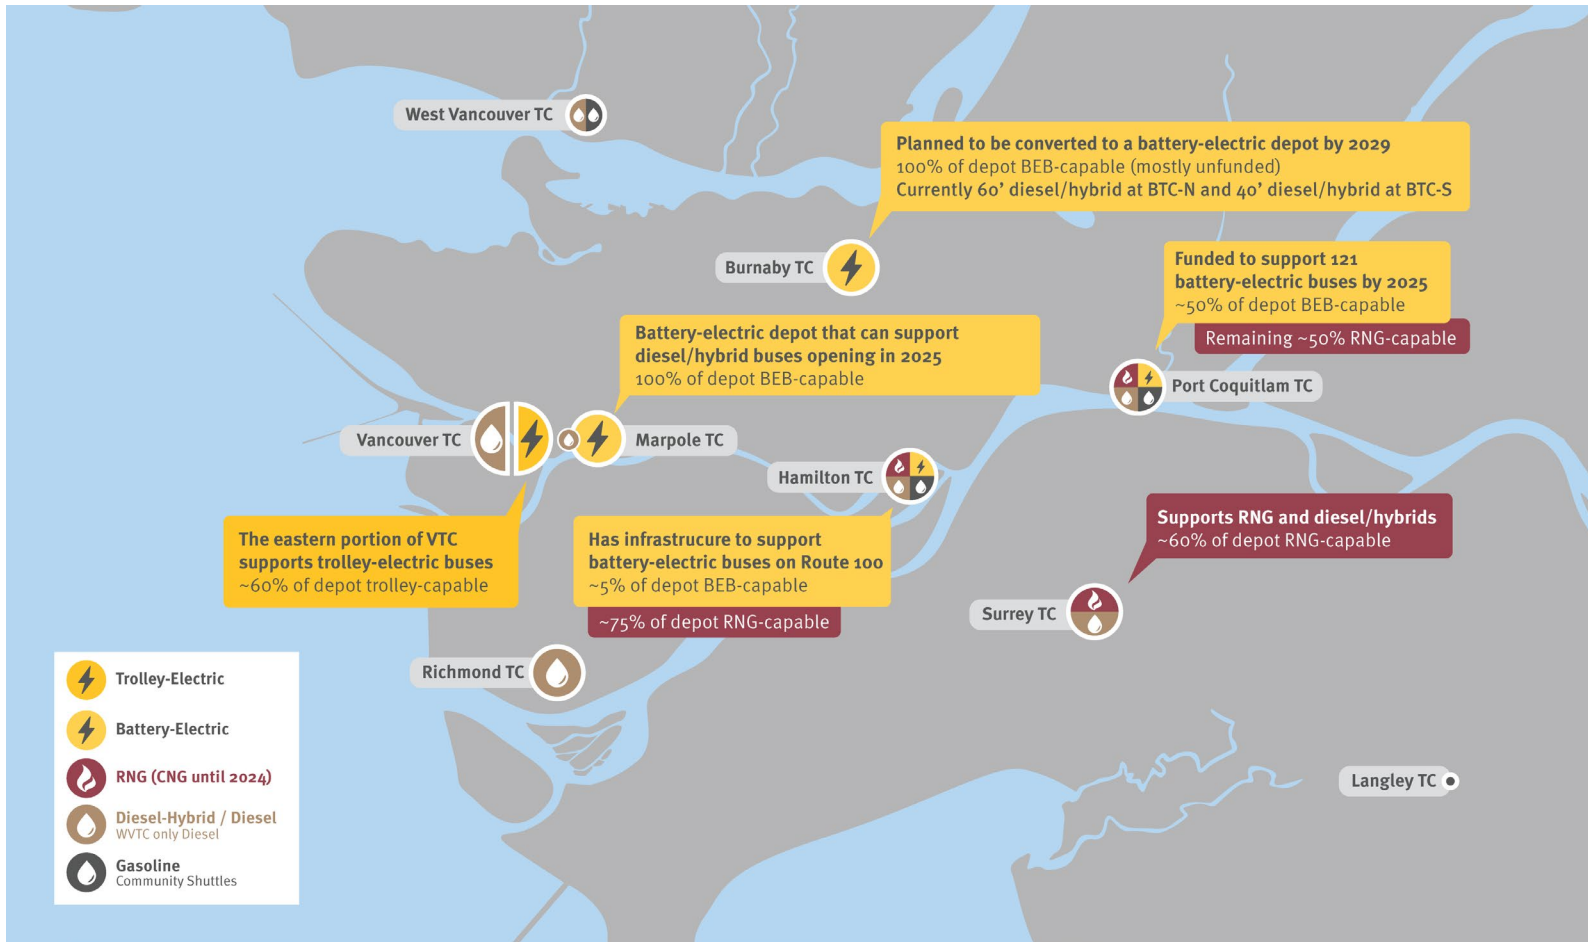 West Vancouver TC
Planned to be converted to a battery-electric depot by 2029
100% of depot BEB-capable (mostly unfunded)
Currently 60’ diesel/hybrid at BTC-N and 40’ diesel/hybrid at BTC-S
Burnaby TC
Funded to support 121
battery-electric buses by 2025
~50% of depot BEB-capable
Remaining ~50% RNG-capable
Battery-electric depot that can support
diesel/hybrid buses opening in 2025
100% of depot BEB-capable
Port Coquitlam TC
Vancouver TC
Marpole TC
Hamilton TC
The eastern portion of VTC
supports trolley-electric buses
~60% of depot trolley-capable
Has infrastrucure to support
battery-electric buses on Route 100
~5% of depot BEB-capable
~75% of depot RNG-capable
Supports RNG and diesel/hybrids
~60% of depot RNG-capable
Surrey TC
Richmond TC
Langley TC
Trolley-Electric
Battery-Electric
RNG (CNG until 2024)
Diesel-Hybrid / Diesel
WVTC only Diesel
Gasoline
Community Shuttles